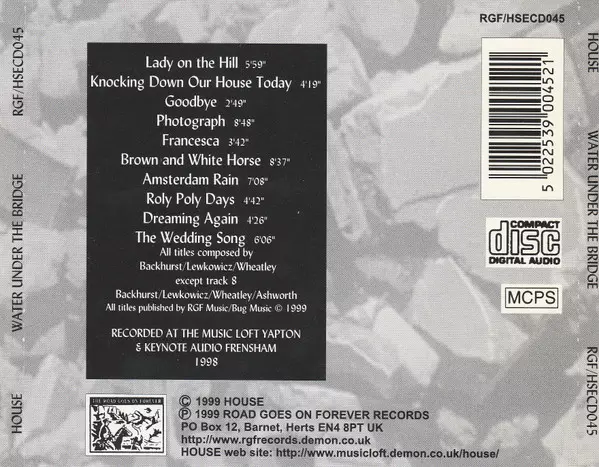 RGF/HSECD045
WATER UNDER THE BRIDGE
HOUSE
Lady on the Hill 5'59"
Knocking Down Our House Today 4'19"
Goodbye 2'49"
Photograph 8'48"
Francesca 3'42"
Brown and White Horse 8'37"
Amsterdam Rain 7'08"
Roly Poly Days 4'42"
Dreaming Again 4'26"
The Wedding Song 6'06"
All titles composed by
Backhurst/Lewkowicz/Wheatley
except track 8
Backhurst/Lewkowicz/Wheatley/Ashworth
All titles published by RGF Music/Bug Music © 1999
RECORDED AT THE MUSIC LOFT YAPTON
& KEYNOTE AUDIO FRENSHAM
1998
THE ROAD GOES ON FOREVER
© 1999 HOUSE
℗ 1999 ROAD GOES ON FOREVER RECORDS
PO Box 12, Barnet, Herts EN4 8PT UK
http://www.rgfrecords.demon.co.uk
HOUSE web site: http://www.musicloft.demon.co.uk/house/
RGF/HSECD045
5 022539 004521
COMPACT
disc
DIGITAL AUDIO
MCPS
HOUSE
WATER UNDER THE BRIDGE
RGF/HSECD045